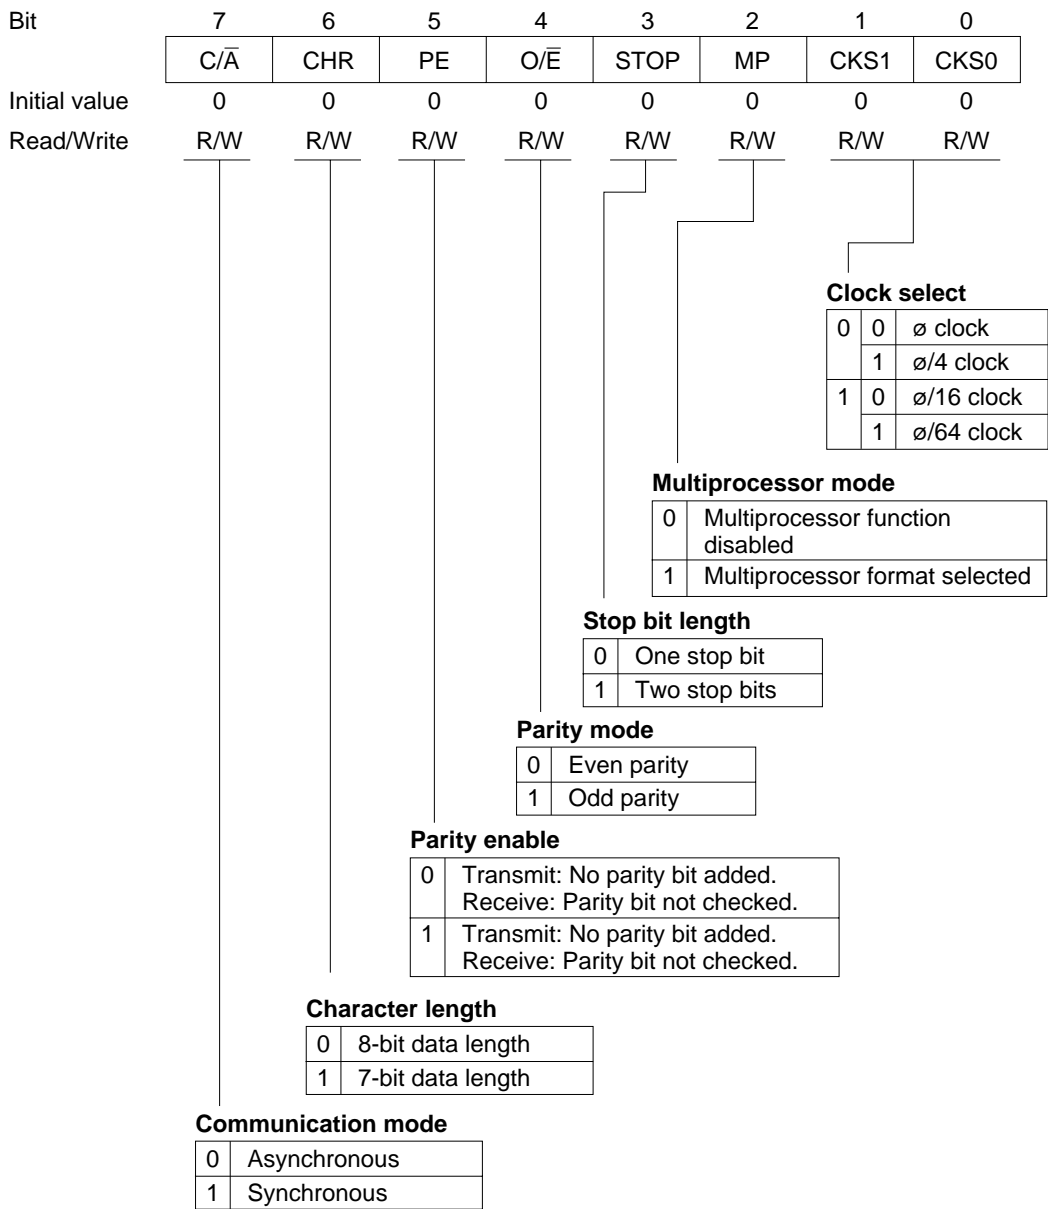 Bit 7 6 5 4 3 2 1 0
C/A̅ CHR PE O/E̅ STOP MP CKS1 CKS0
Initial value 0 0 0 0 0 0 0 0
Read/Write R/W R/W R/W R/W R/W R/W R/W R/W
Clock select
0 0 ø clock
1 ø/4 clock
1 0 ø/16 clock
1 ø/64 clock
Multiprocessor mode
0 Multiprocessor function
disabled
1 Multiprocessor format selected
Stop bit length
0 One stop bit
1 Two stop bits
Parity mode
0 Even parity
1 Odd parity
Parity enable
0 Transmit: No parity bit added.
Receive: Parity bit not checked.
1 Transmit: No parity bit added.
Receive: Parity bit not checked.
Character length
0 8-bit data length
1 7-bit data length
Communication mode
0 Asynchronous
1 Synchronous